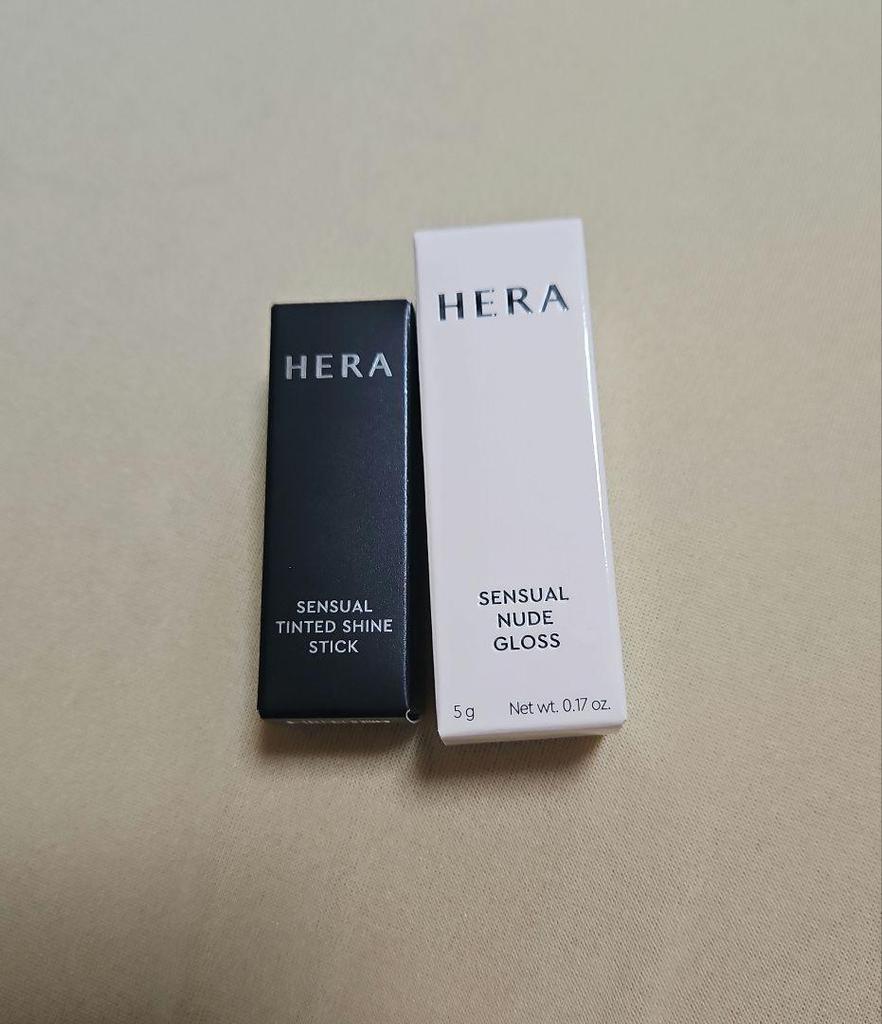 HERA
SENSUAL
TINTED SHINE
STICK
HERA
SENSUAL
NUDE
GLOSS
5 g Net wt. 0.17 oz.